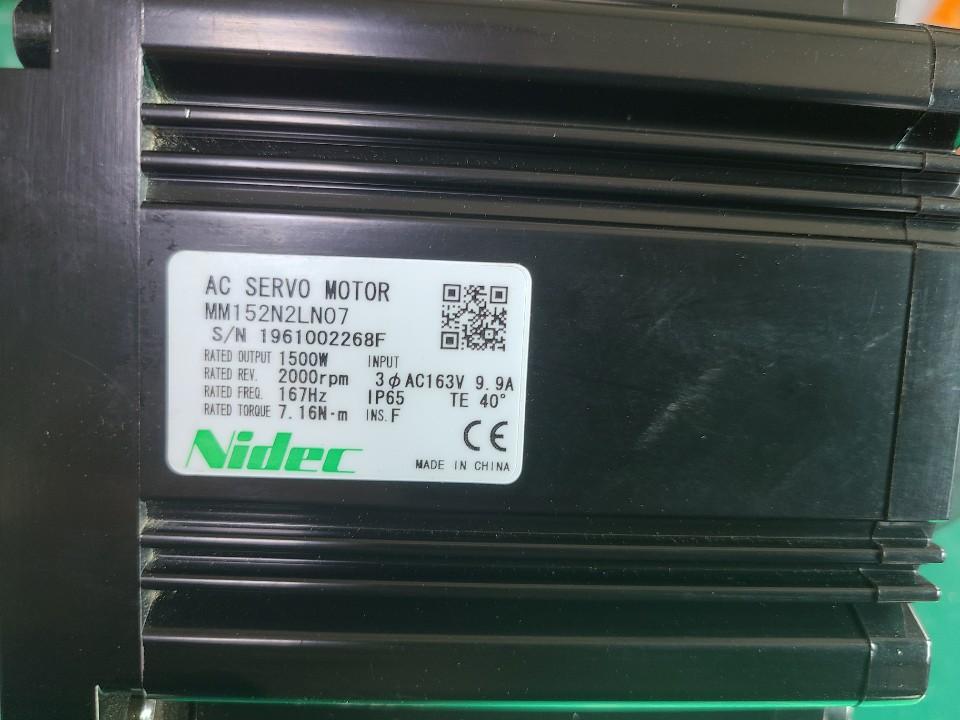 AC SERVO MOTOR
MM152N2LN07
S/N 1961002268F
RATED OUTPUT 1500W INPUT
RATED REV. 2000rpm 3φAC163V 9.9A
RATED FREQ. 167Hz IP65 TE 40°
RATED TORQUE 7.16N·m INS.F
Nidec
CE
MADE IN CHINA